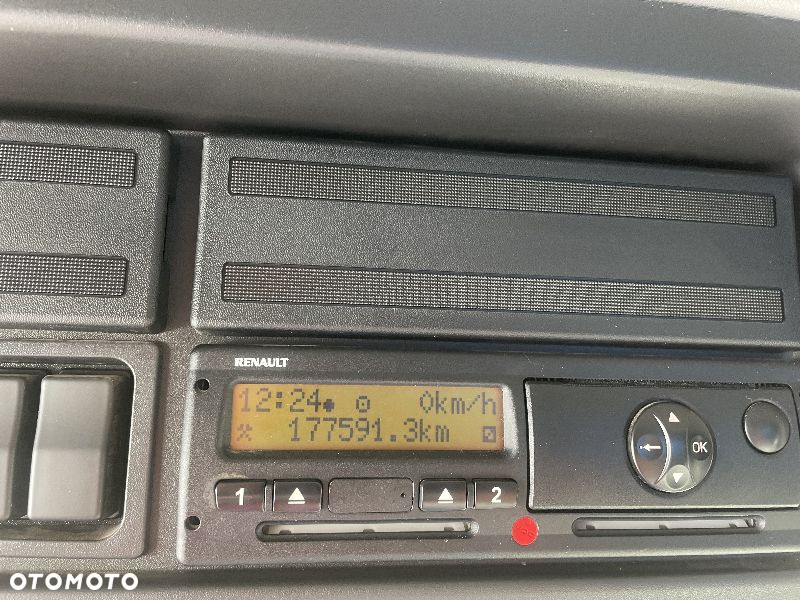 RENAULT
12:24 0km/h
177591.3km
1 2
OK
OTOMOTO